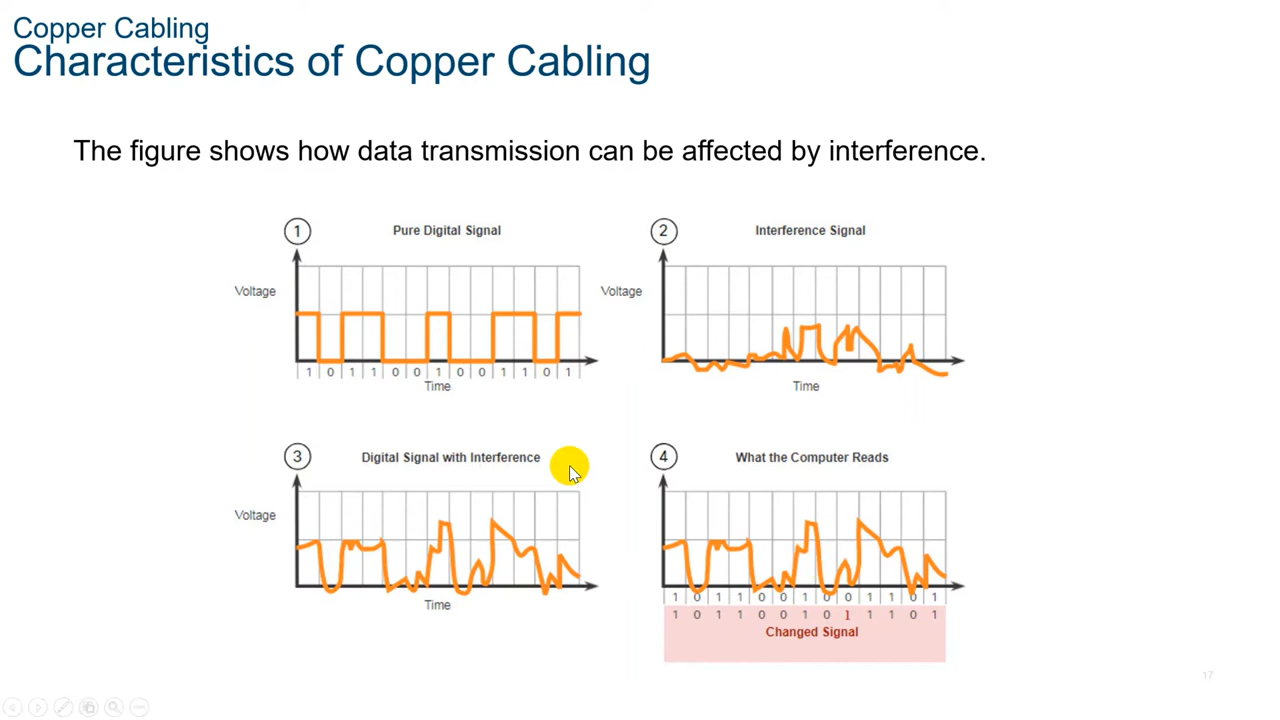 Copper Cabling
Characteristics of Copper Cabling
The figure shows how data transmission can be affected by interference.
1 Pure Digital Signal
Voltage
1 0 1 1 0 0 1 0 0 1 1 0 1
Time
2 Interference Signal
Voltage
Time
3 Digital Signal with Interference
Voltage
Time
4 What the Computer Reads
1 0 1 1 0 0 1 0 0 1 1 0 1
1 0 1 1 0 0 1 0 1 1 1 0 1
Changed Signal
17